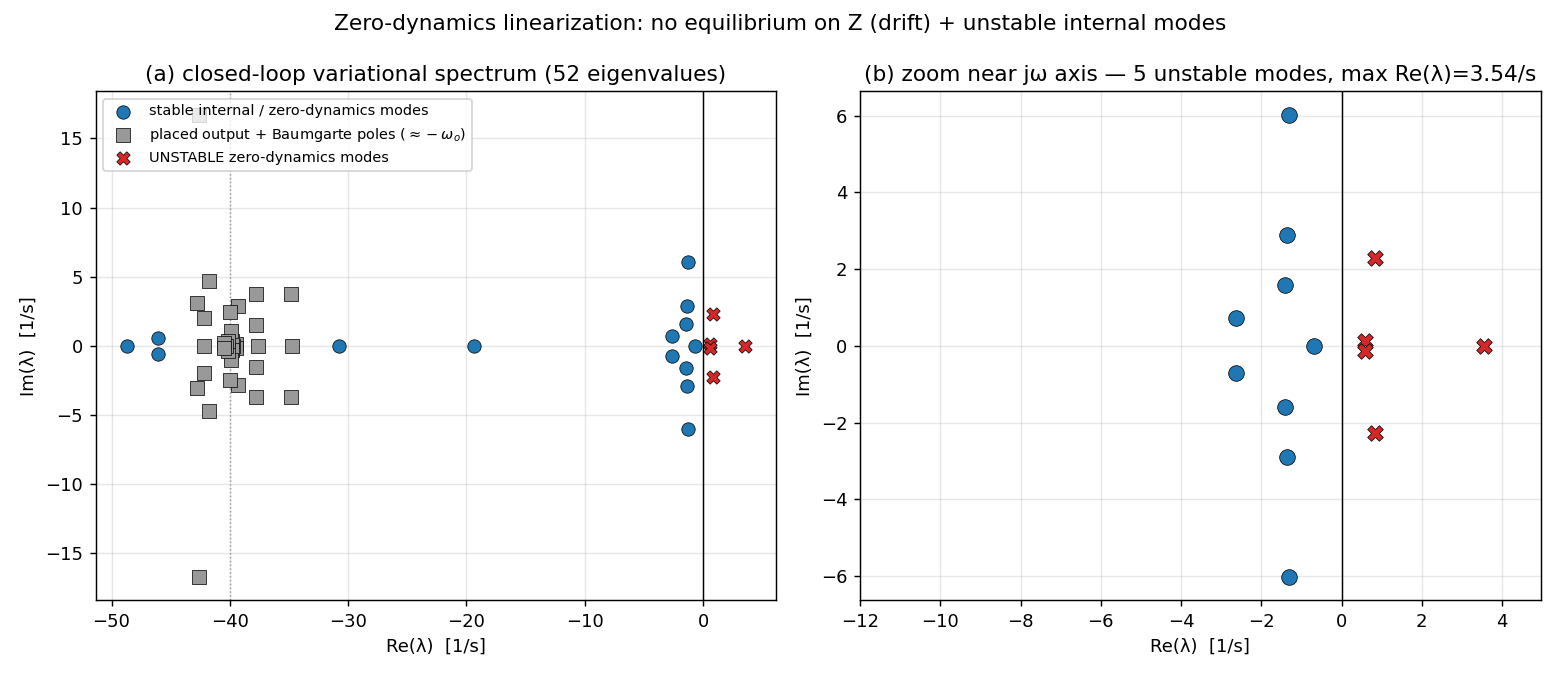 Zero-dynamics linearization: no equilibrium on Z (drift) + unstable internal modes
(a) closed-loop variational spectrum (52 eigenvalues)
stable internal / zero-dynamics modes
placed output + Baumgarte poles (≈ −ωₒ)
UNSTABLE zero-dynamics modes
15
10
5
0
−5
−10
−15
Im(λ) [1/s]
−50
−40
−30
−20
−10
0
Re(λ) [1/s]
(b) zoom near jω axis — 5 unstable modes, max Re(λ)=3.54/s
6
4
2
0
−2
−4
−6
Im(λ) [1/s]
−12
−10
−8
−6
−4
−2
0
2
4
Re(λ) [1/s]